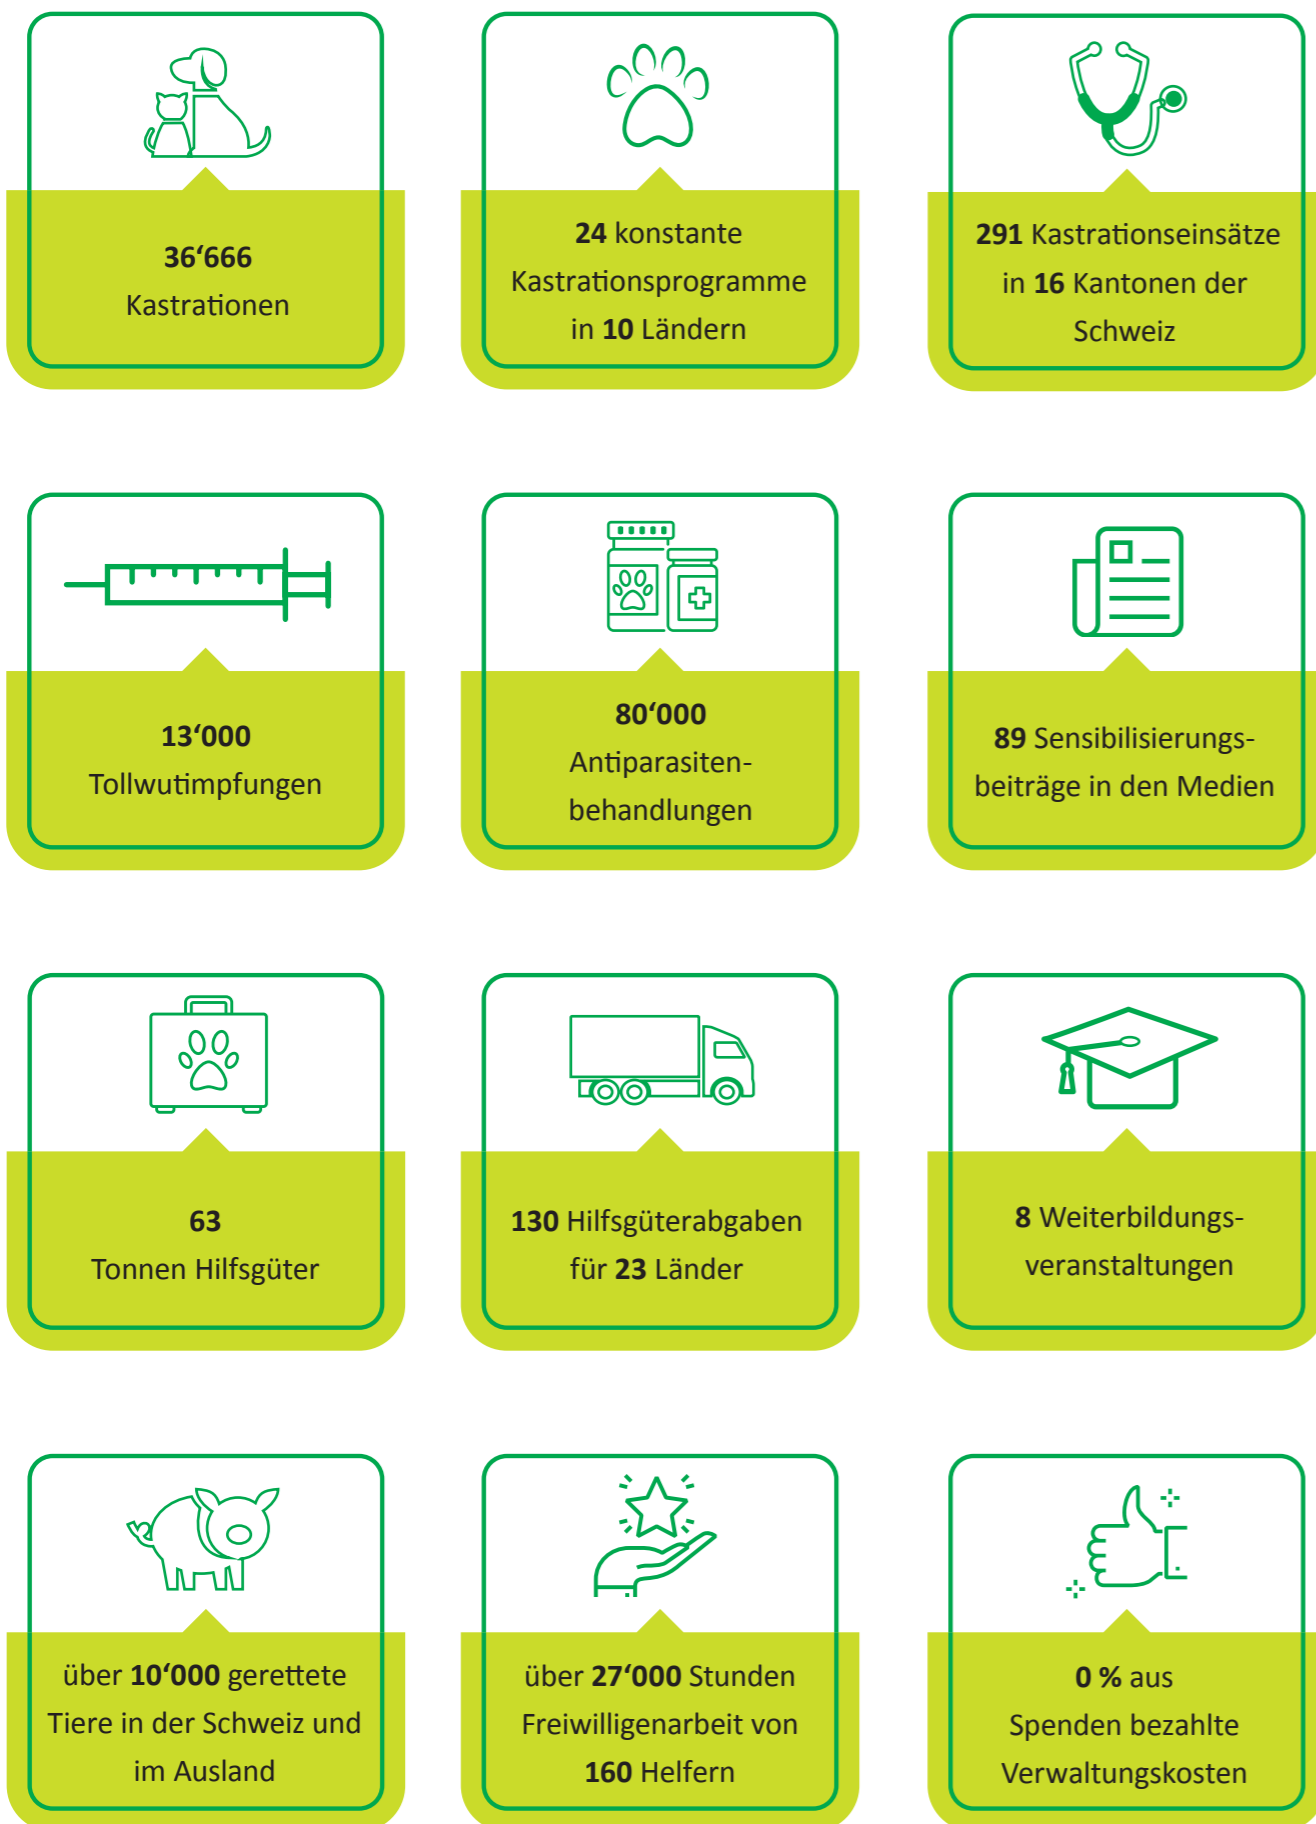 36‘666
Kastrationen
24 konstante
Kastrationsprogramme
in 10 Ländern
291 Kastrationseinsätze
in 16 Kantonen der
Schweiz
13‘000
Tollwutimpfungen
80‘000
Antiparasiten-
behandlungen
89 Sensibilisierungs-
beiträge in den Medien
63
Tonnen Hilfsgüter
130 Hilfsgüterabgaben
für 23 Länder
8 Weiterbildungs-
veranstaltungen
über 10‘000 gerettete
Tiere in der Schweiz und
im Ausland
über 27‘000 Stunden
Freiwilligenarbeit von
160 Helfern
0 % aus
Spenden bezahlte
Verwaltungskosten